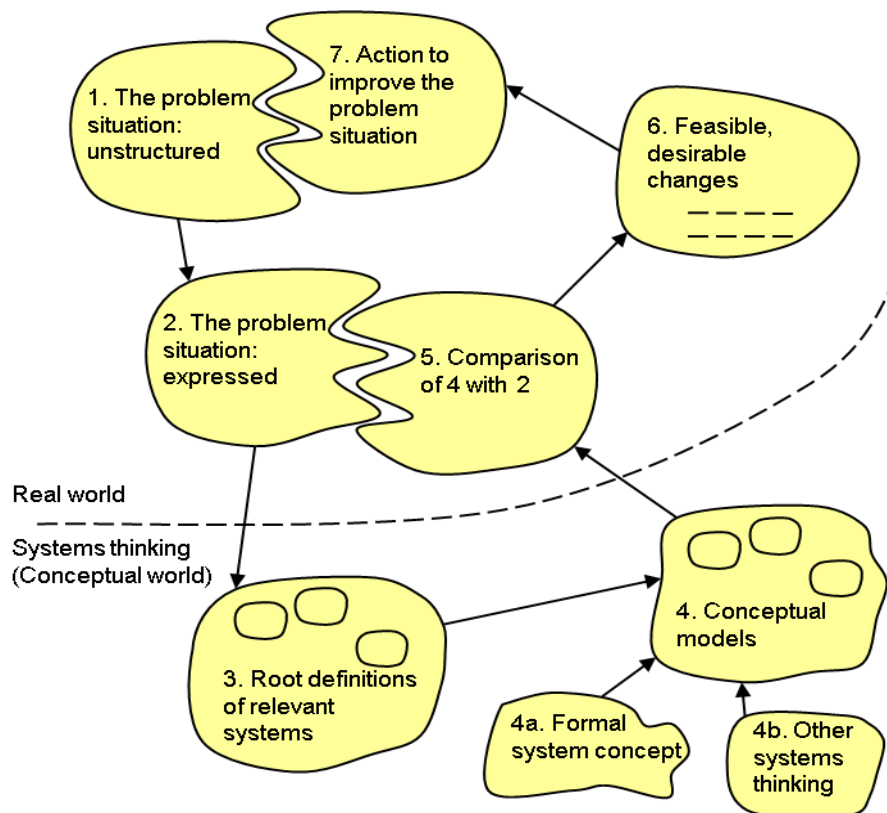 1. The problem
situation:
unstructured
7. Action to
improve the
problem
situation
6. Feasible,
desirable
changes
2. The problem
situation:
expressed
5. Comparison
of 4 with 2
Real world
Systems thinking
(Conceptual world)
3. Root definitions
of relevant
systems
4. Conceptual
models
4a. Formal
system concept
4b. Other
systems
thinking